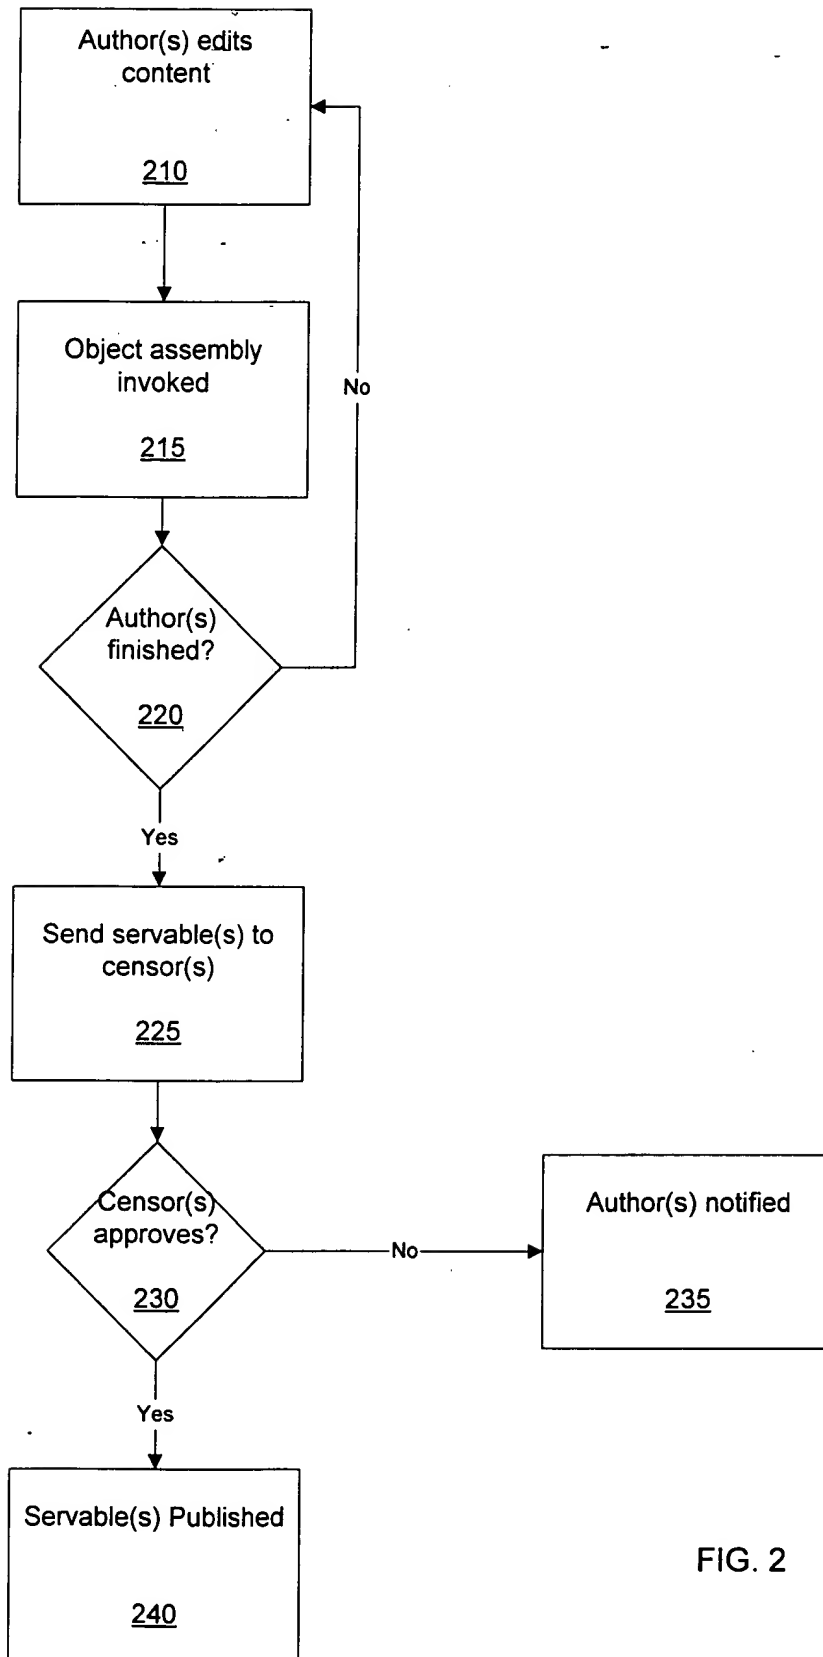 Author(s) edits
content
210
Object assembly
invoked
215
No
Author(s)
finished?
220
Yes
Send servable(s) to
censor(s)
225
Censor(s)
approves?
230
No
Author(s) notified
235
Yes
Servable(s) Published
240
FIG. 2